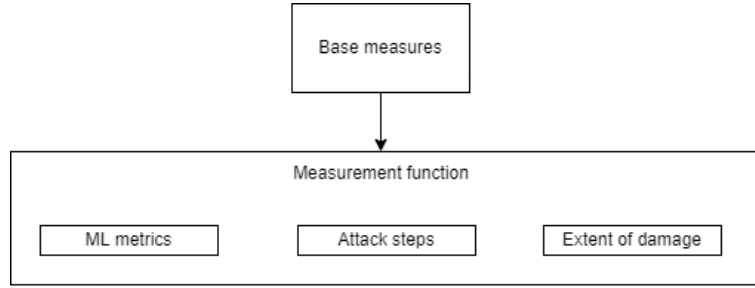 Base measures
Measurement function
ML metrics
Attack steps
Extent of damage